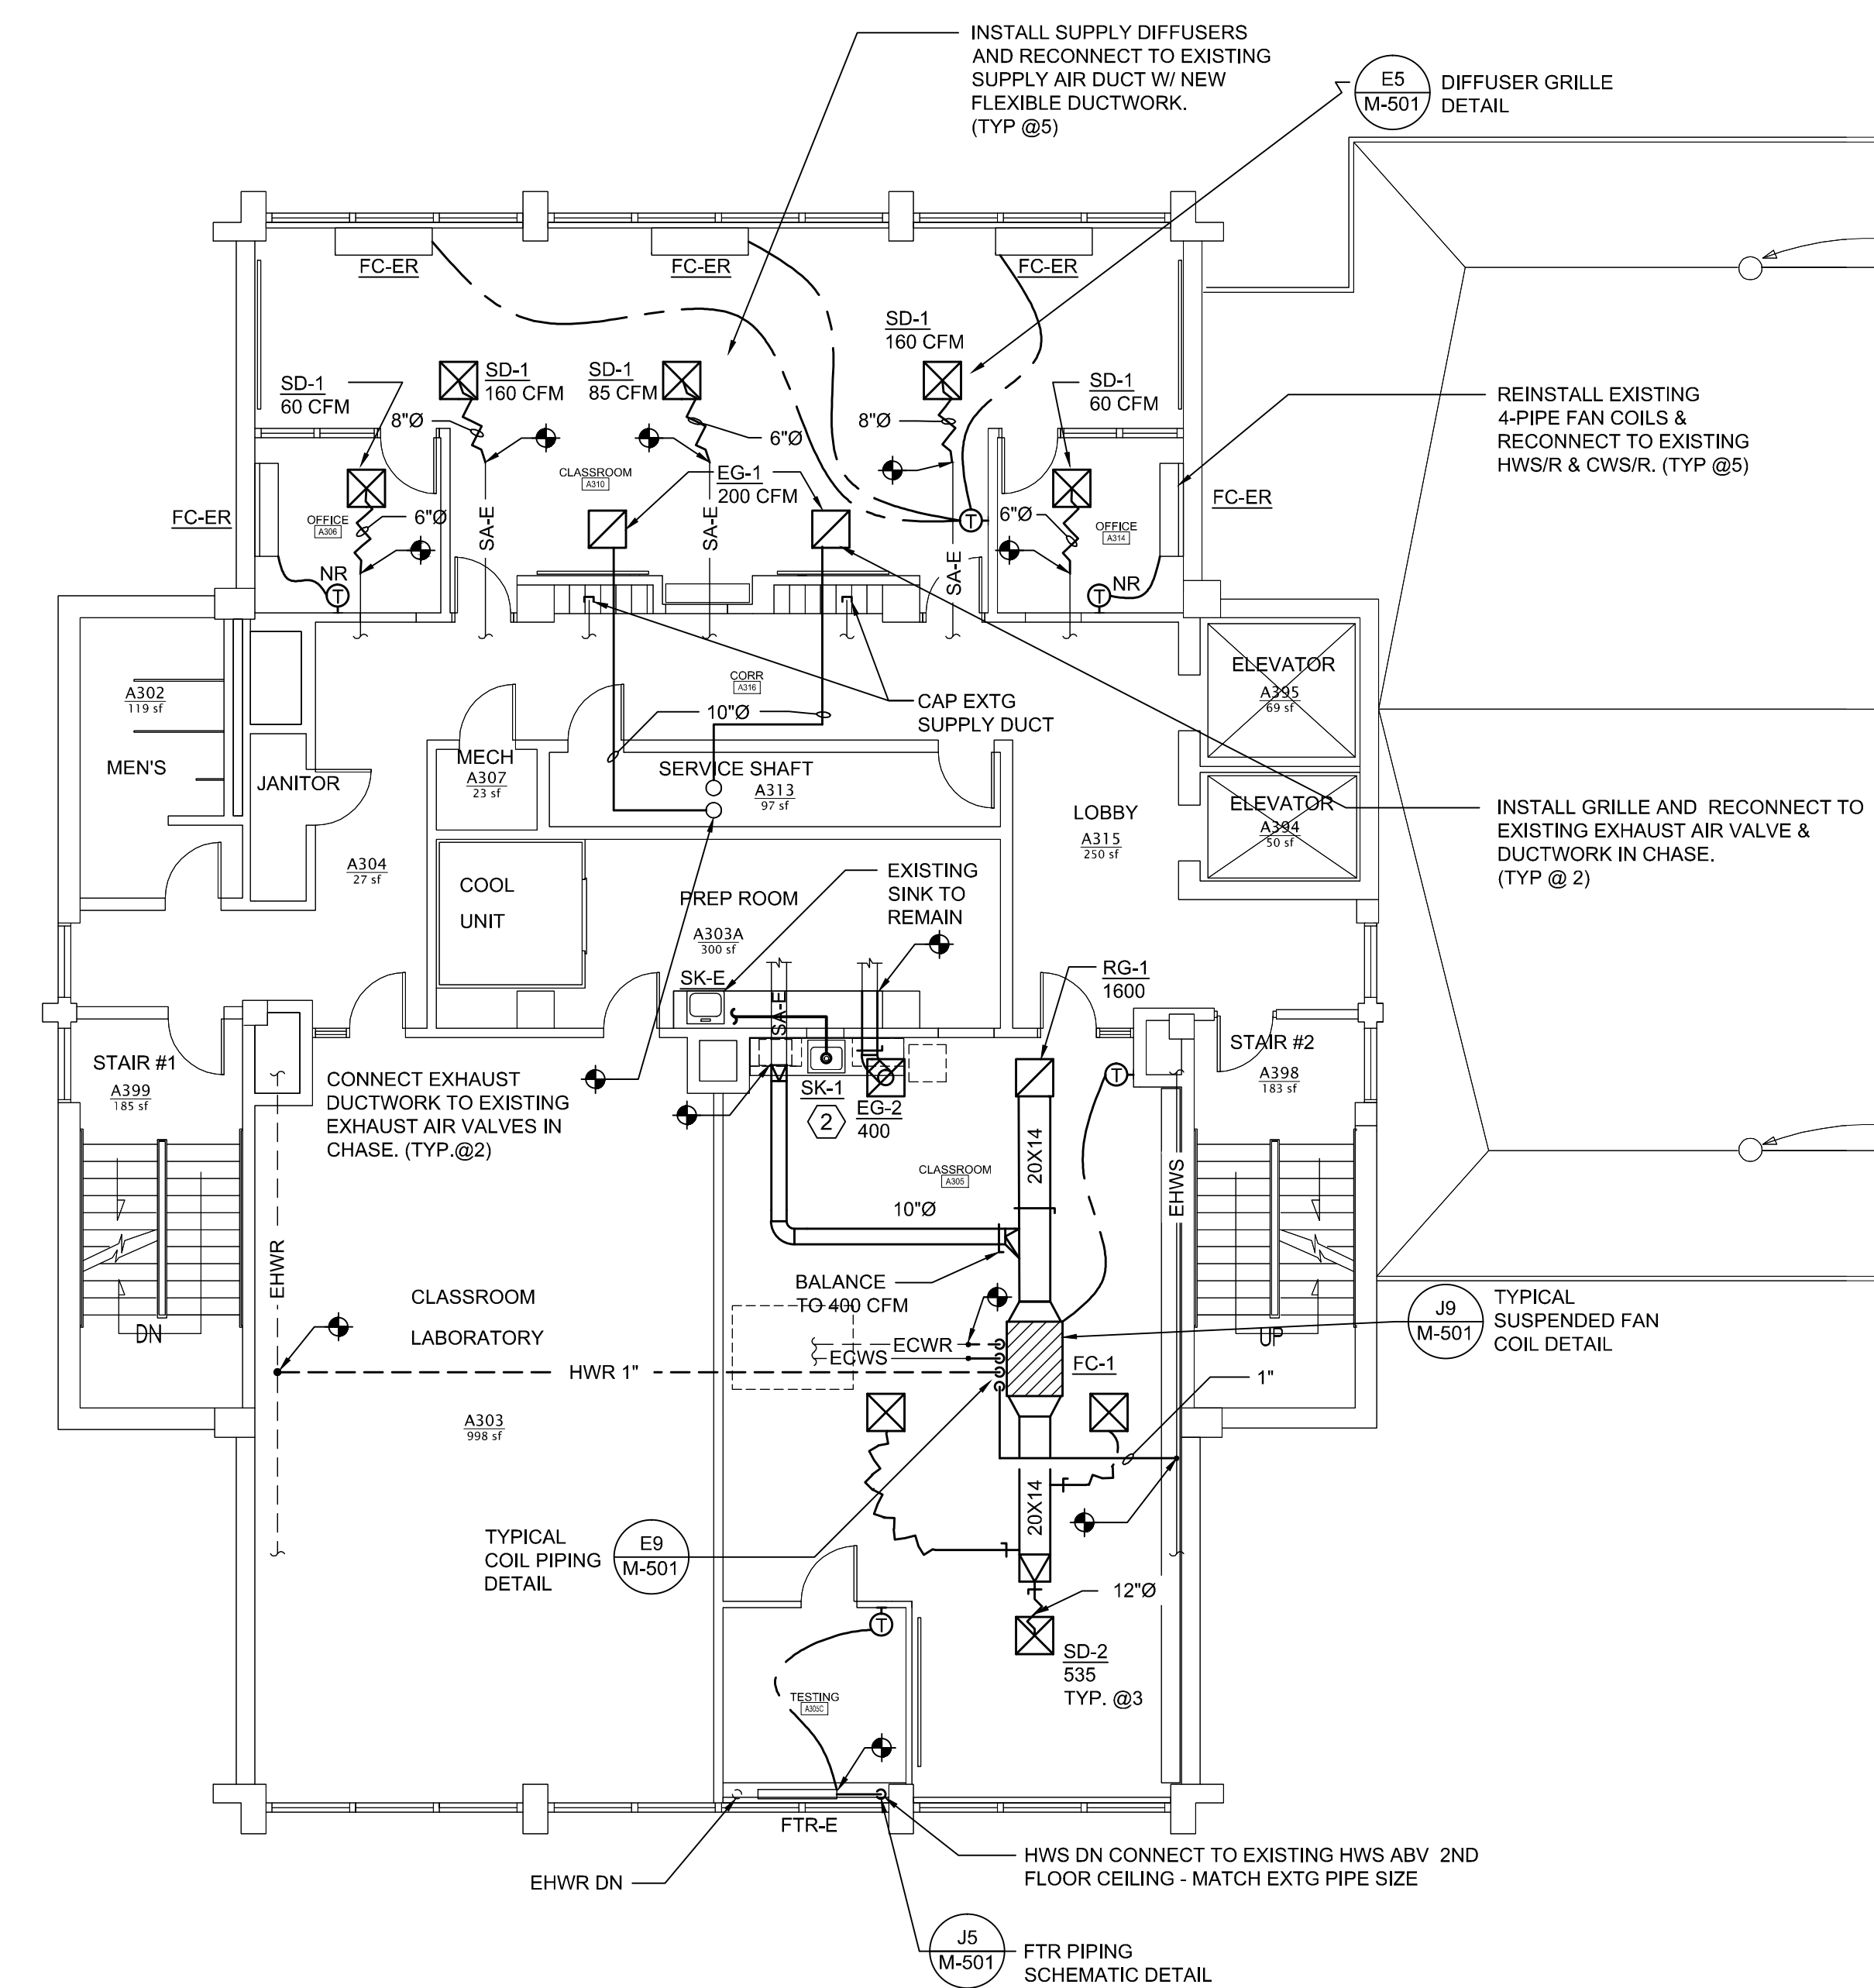 INSTALL SUPPLY DIFFUSERS
AND RECONNECT TO EXISTING
SUPPLY AIR DUCT W/ NEW
FLEXIBLE DUCTWORK.
(TYP @5)
E5
M-501
DIFFUSER GRILLE
DETAIL
FC-ER
FC-ER
FC-ER
SD-1
160 CFM
SD-1
60 CFM
SD-1
160 CFM
SD-1
85 CFM
SD-1
60 CFM
8"Ø
6"Ø
8"Ø
REINSTALL EXISTING
4-PIPE FAN COILS &
RECONNECT TO EXISTING
HWS/R & CWS/R. (TYP @5)
CLASSROOM
A310
EG-1
200 CFM
FC-ER
OFFICE
A306
6"Ø
SA-E
SA-E
SA-E
T
6"Ø
OFFICE
A314
FC-ER
NR
T
NR
T
A302
119 sf
MEN'S
JANITOR
CORR
A316
10"Ø
CAP EXTG
SUPPLY DUCT
ELEVATOR
A395
69 sf
MECH
A307
23 sf
SERVICE SHAFT
A313
97 sf
LOBBY
A315
250 sf
ELEVATOR
A394
50 sf
INSTALL GRILLE AND RECONNECT TO
EXISTING EXHAUST AIR VALVE &
DUCTWORK IN CHASE.
(TYP @ 2)
A304
27 sf
COOL
UNIT
PREP ROOM
A303A
300 sf
EXISTING
SINK TO
REMAIN
SK-E
SA-E
RG-1
1600
STAIR #1
A399
185 sf
STAIR #2
A398
183 sf
CONNECT EXHAUST
DUCTWORK TO EXISTING
EXHAUST AIR VALVES IN
CHASE. (TYP.@2)
SK-1
2
EG-2
400
T
20X14
CLASSROOM
A305
EHWS
10"Ø
EHWR
BALANCE
TO 400 CFM
CLASSROOM
LABORATORY
DN
UP
ECWR
ECWS
HWR 1"
FC-1
J9
M-501
TYPICAL
SUSPENDED FAN
COIL DETAIL
1"
A303
998 sf
20X14
TYPICAL
COIL PIPING
DETAIL
E9
M-501
12"Ø
T
SD-2
535
TYP. @3
TESTING
A305C
FTR-E
EHWR DN
HWS DN CONNECT TO EXISTING HWS ABV 2ND
FLOOR CEILING - MATCH EXTG PIPE SIZE
J5
M-501
FTR PIPING
SCHEMATIC DETAIL